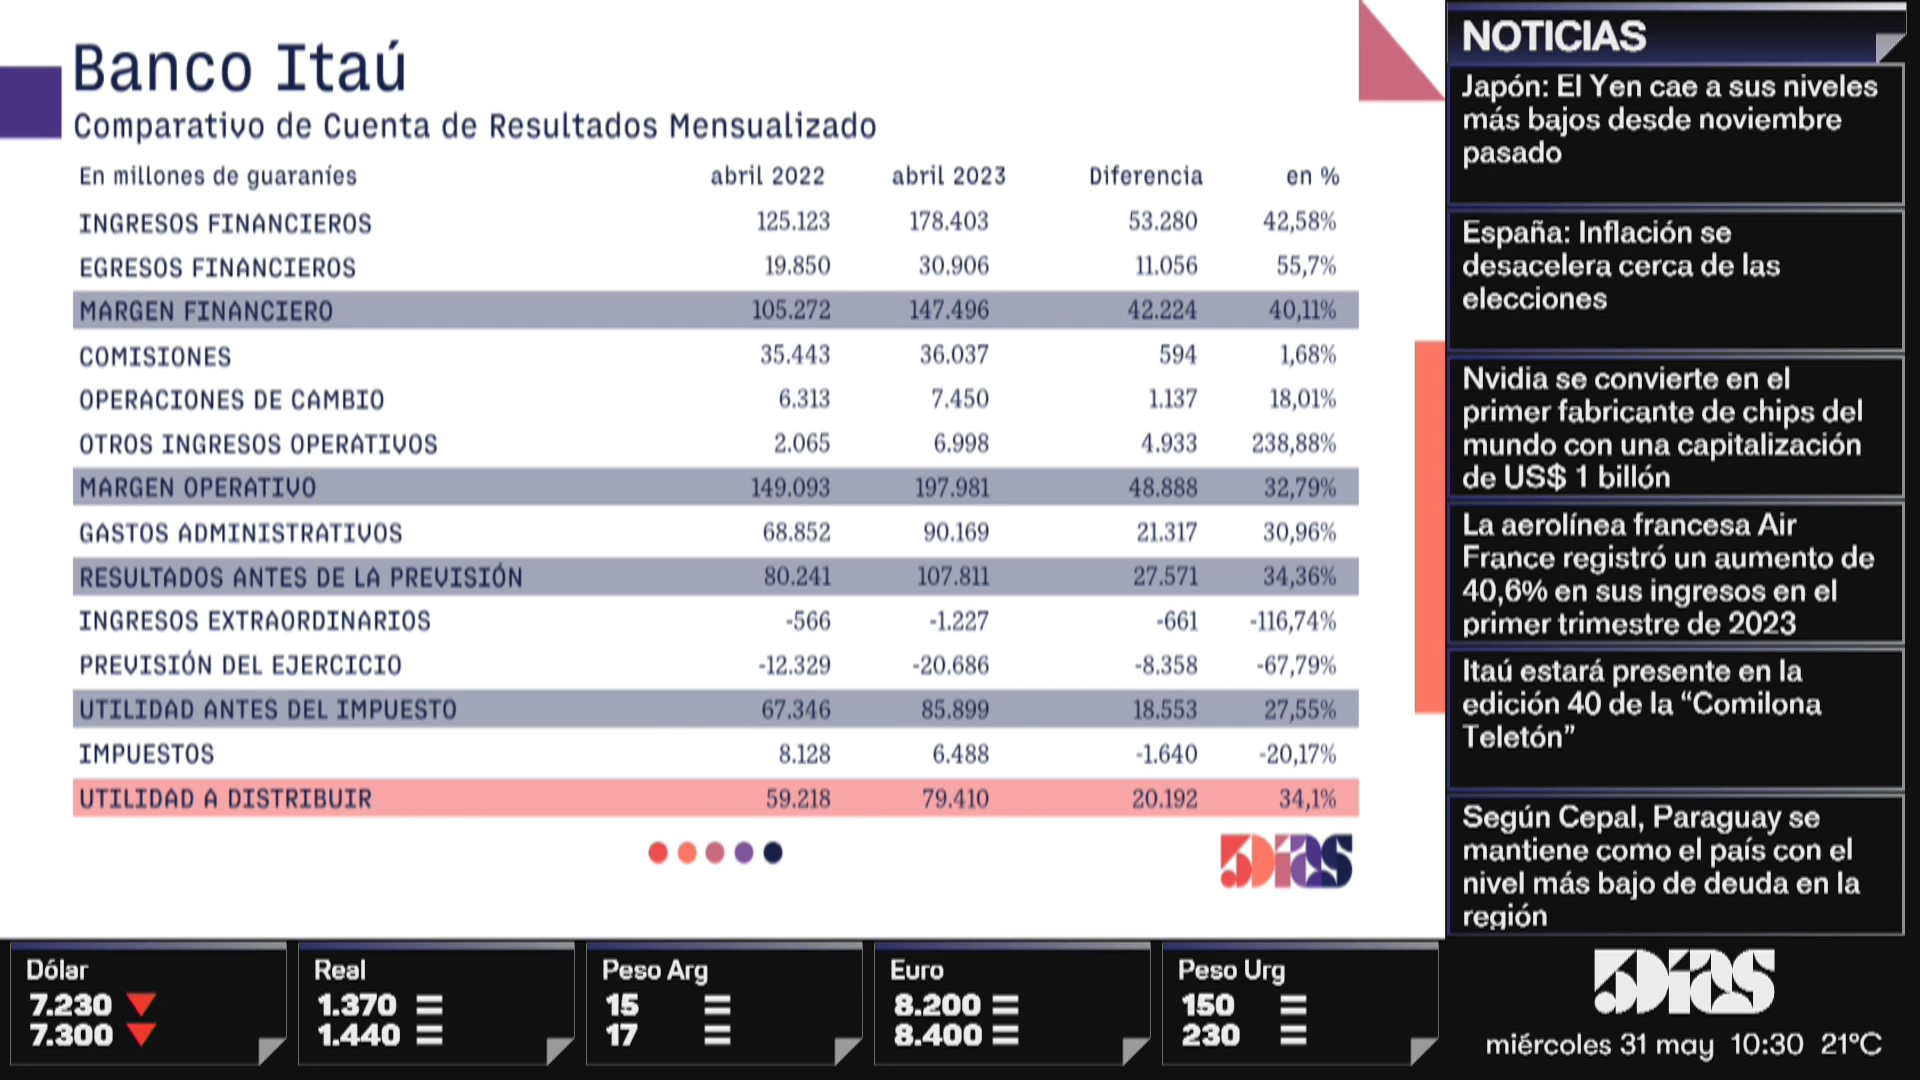 Banco Itaú
Comparativo de Cuenta de Resultados Mensualizado
En millones de guaraníes abril 2022 abril 2023 Diferencia en %
INGRESOS FINANCIEROS 125.123 178.403 53.280 42,58%
EGRESOS FINANCIEROS 19.850 30.906 11.056 55,7%
MARGEN FINANCIERO 105.272 147.496 42.224 40,11%
COMISIONES 35.443 36.037 594 1,68%
OPERACIONES DE CAMBIO 6.313 7.450 1.137 18,01%
OTROS INGRESOS OPERATIVOS 2.065 6.998 4.933 238,88%
MARGEN OPERATIVO 149.093 197.981 48.888 32,79%
GASTOS ADMINISTRATIVOS 68.852 90.169 21.317 30,96%
RESULTADOS ANTES DE LA PREVISIÓN 80.241 107.811 27.571 34,36%
INGRESOS EXTRAORDINARIOS -566 -1.227 -661 -116,74%
PREVISIÓN DEL EJERCICIO -12.329 -20.686 -8.358 -67,79%
UTILIDAD ANTES DEL IMPUESTO 67.346 85.899 18.553 27,55%
IMPUESTOS 8.128 6.488 -1.640 -20,17%
UTILIDAD A DISTRIBUIR 59.218 79.410 20.192 34,1%
5Días
NOTICIAS
Japón: El Yen cae a sus niveles
más bajos desde noviembre
pasado
España: Inflación se
desacelera cerca de las
elecciones
Nvidia se convierte en el
primer fabricante de chips del
mundo con una capitalización
de US$ 1 billón
La aerolínea francesa Air
France registró un aumento de
40,6% en sus ingresos en el
primer trimestre de 2023
Itaú estará presente en la
edición 40 de la “Comilona
Teletón”
Según Cepal, Paraguay se
mantiene como el país con el
nivel más bajo de deuda en la
región
Dólar
7.230
7.300
Real
1.370
1.440
Peso Arg
15
17
Euro
8.200
8.400
Peso Urg
150
230
5Días
miércoles 31 may 10:30 21°C